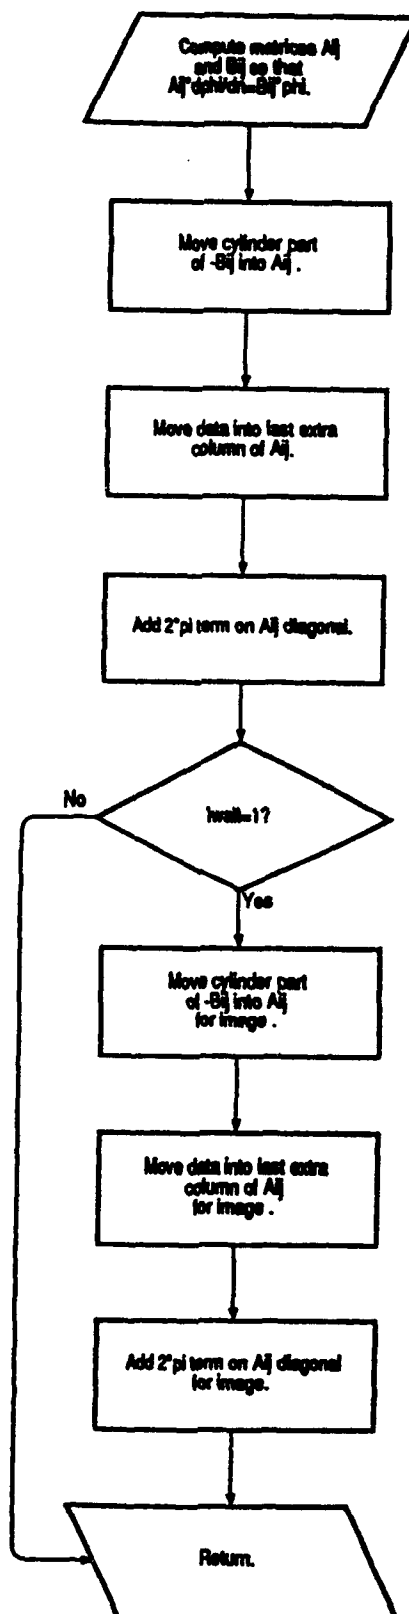 Compute matrices Aij
and Bij so that
Aij*dphi/dn=Bij*phi.
Move cylinder part
of -Bij into Aij .
Move data into last extra
column of Aij.
Add 2*pi term on Aij diagonal.
iwall=1?
No
Yes
Move cylinder part
of -Bij into Aij
for image .
Move data into last extra
column of Aij
for image .
Add 2*pi term on Aij diagonal
for image.
Return.